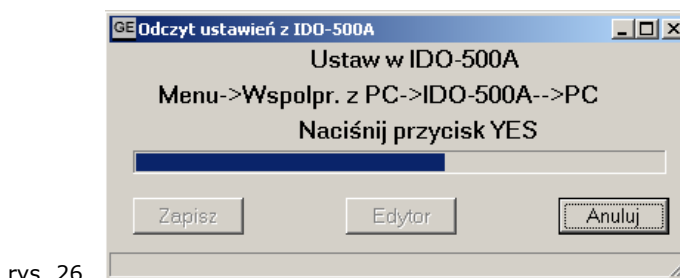 GE Odczyt ustawień z IDO-500A
Ustaw w IDO-500A
Menu->Wspolpr. z PC->IDO-500A-->PC
Naciśnij przycisk YES
Zapisz Edytor Anuluj
rys. 26